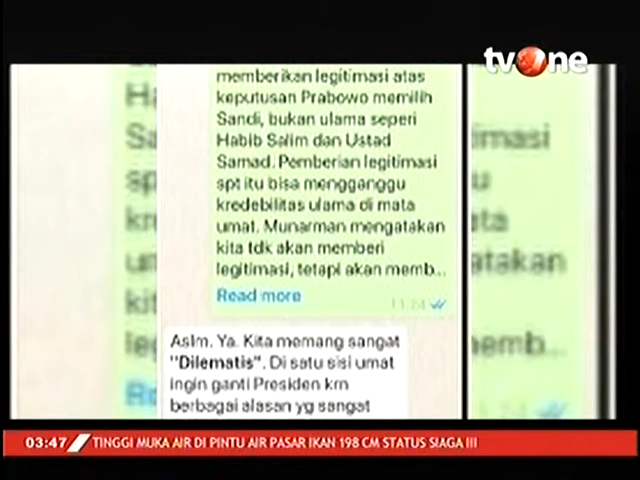 tvOne
memberikan legitimasi atas
keputusan Prabowo memilih
Sandi, bukan ulama seperi
Habib Salim dan Ustad
Samad. Pemberian legitimasi
spt itu bisa mengganggu
kredebilitas ulama di mata
umat. Munarman mengatakan
kita tdk akan memberi
legitimasi, tetapi akan memb...
Read more
11:24
Aslm. Ya. Kita memang sangat
"Dilematis". Di satu sisi umat
ingin ganti Presiden krn
berbagai alasan yg sangat
03:47 TINGGI MUKA AIR DI PINTU AIR PASAR IKAN 198 CM STATUS SIAGA III